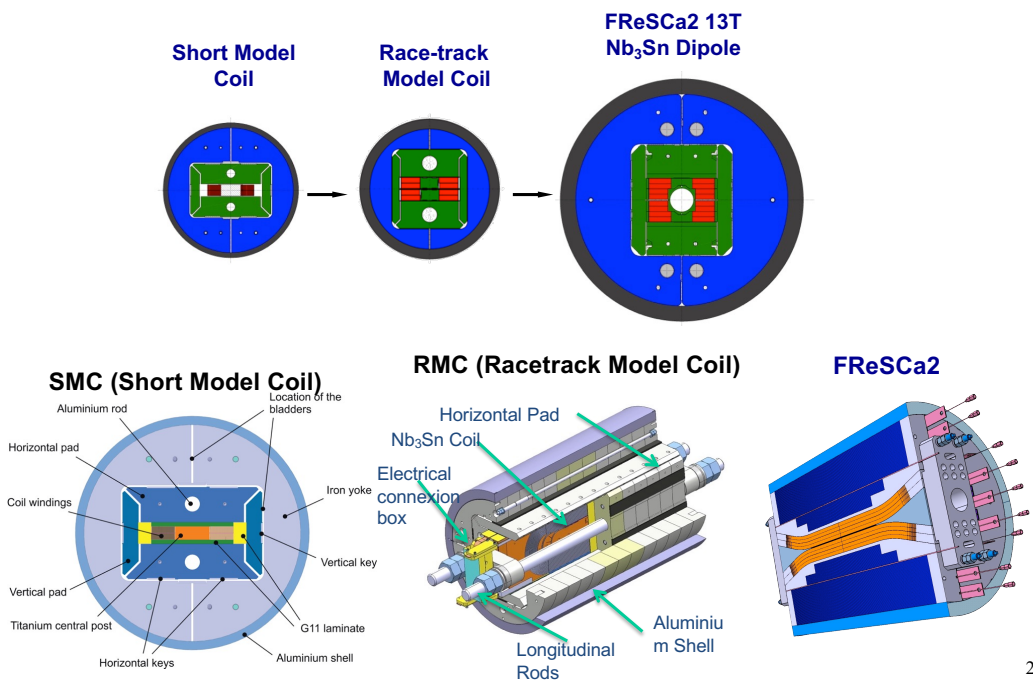 Short Model
Coil
Race-track
Model Coil
FReSCa2 13T
Nb₃Sn Dipole
SMC (Short Model Coil)
Aluminium rod
Location of the
bladders
Horizontal pad
Coil windings
Iron yoke
Vertical key
Vertical pad
Titanium central post
G11 laminate
Horizontal keys
Aluminium shell
RMC (Racetrack Model Coil)
Horizontal Pad
Nb₃Sn Coil
Electrical
connexion
box
Longitudinal
Rods
Aluminiu
m Shell
FReSCa2
2